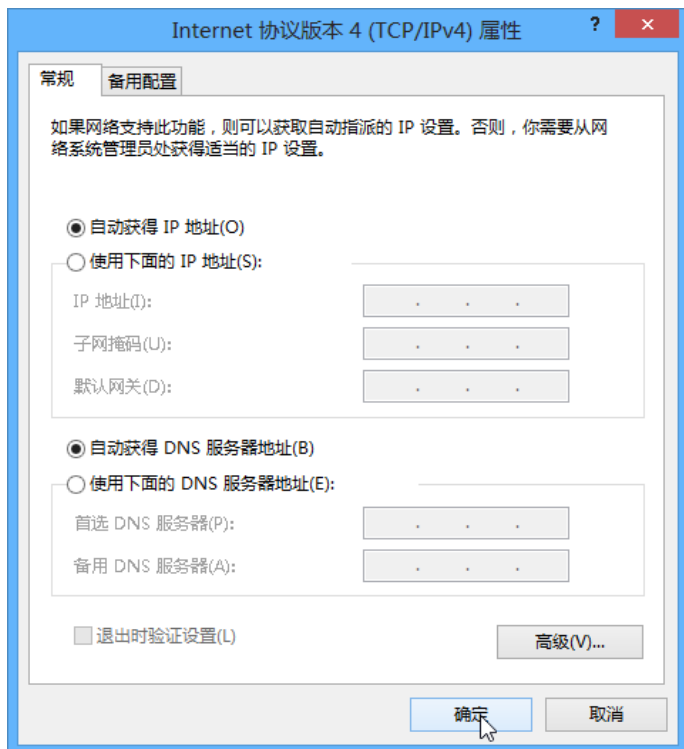 Internet 协议版本 4 (TCP/IPv4) 属性
?
×
常规
备用配置
如果网络支持此功能，则可以获取自动指派的 IP 设置。否则，你需要从网
络系统管理员处获得适当的 IP 设置。
自动获得 IP 地址(O)
使用下面的 IP 地址(S):
IP 地址(I):
. . .
子网掩码(U):
. . .
默认网关(D):
. . .
自动获得 DNS 服务器地址(B)
使用下面的 DNS 服务器地址(E):
首选 DNS 服务器(P):
. . .
备用 DNS 服务器(A):
. . .
退出时验证设置(L)
高级(V)...
确定
取消